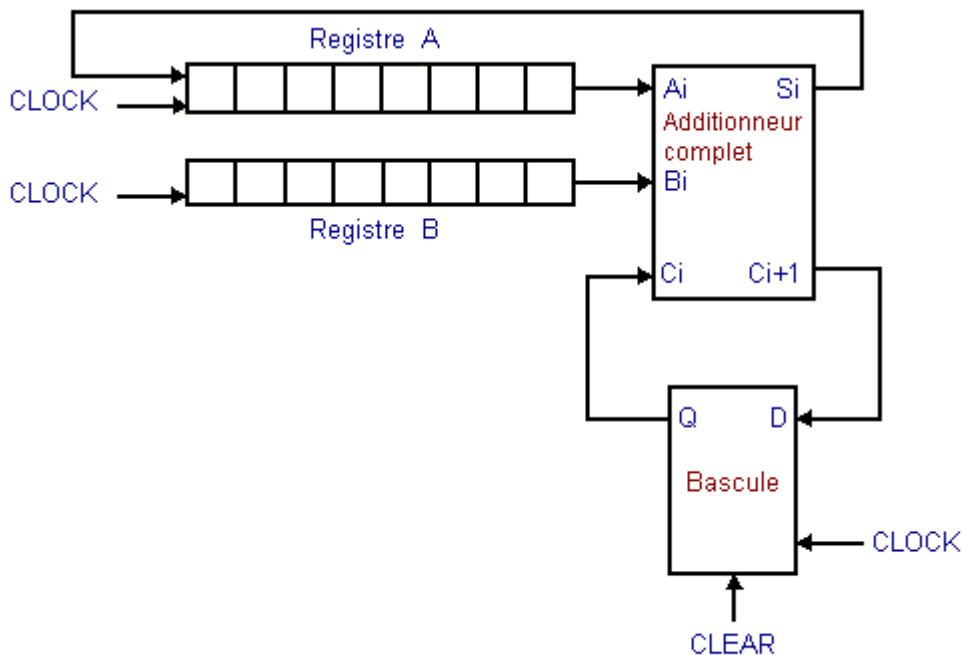 Registre A
CLOCK
Ai Si
Additionneur
complet
CLOCK
Bi
Registre B
Ci Ci+1
Q D
Bascule
CLOCK
CLEAR